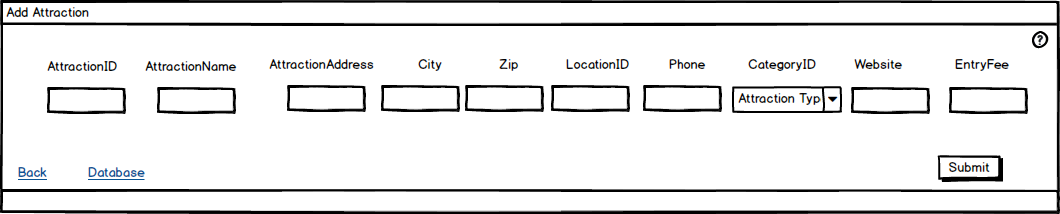 Add Attraction
?
AttractionID AttractionName AttractionAddress City Zip LocationID Phone CategoryID Website EntryFee
Attraction Typ
Back Database Submit